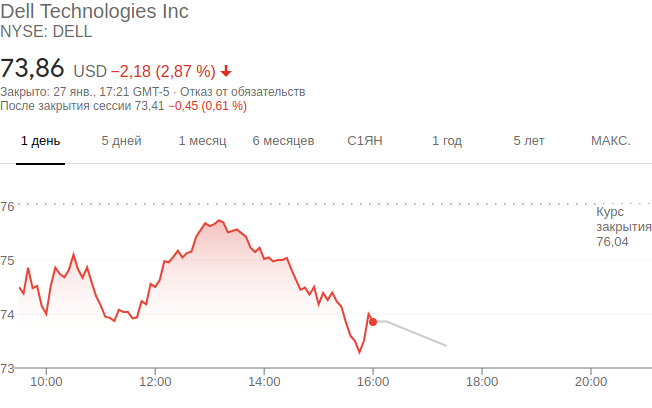 Dell Technologies Inc
NYSE: DELL
73,86 USD −2,18 (2,87 %)
Закрыто: 27 янв., 17:21 GMT-5 · Отказ от обязательств
После закрытия сессии 73,41 −0,45 (0,61 %)
1 день 5 дней 1 месяц 6 месяцев С1ЯН 1 год 5 лет МАКС.
76
Курс
закрытия
76,04
75
74
73
10:00 12:00 14:00 16:00 18:00 20:00